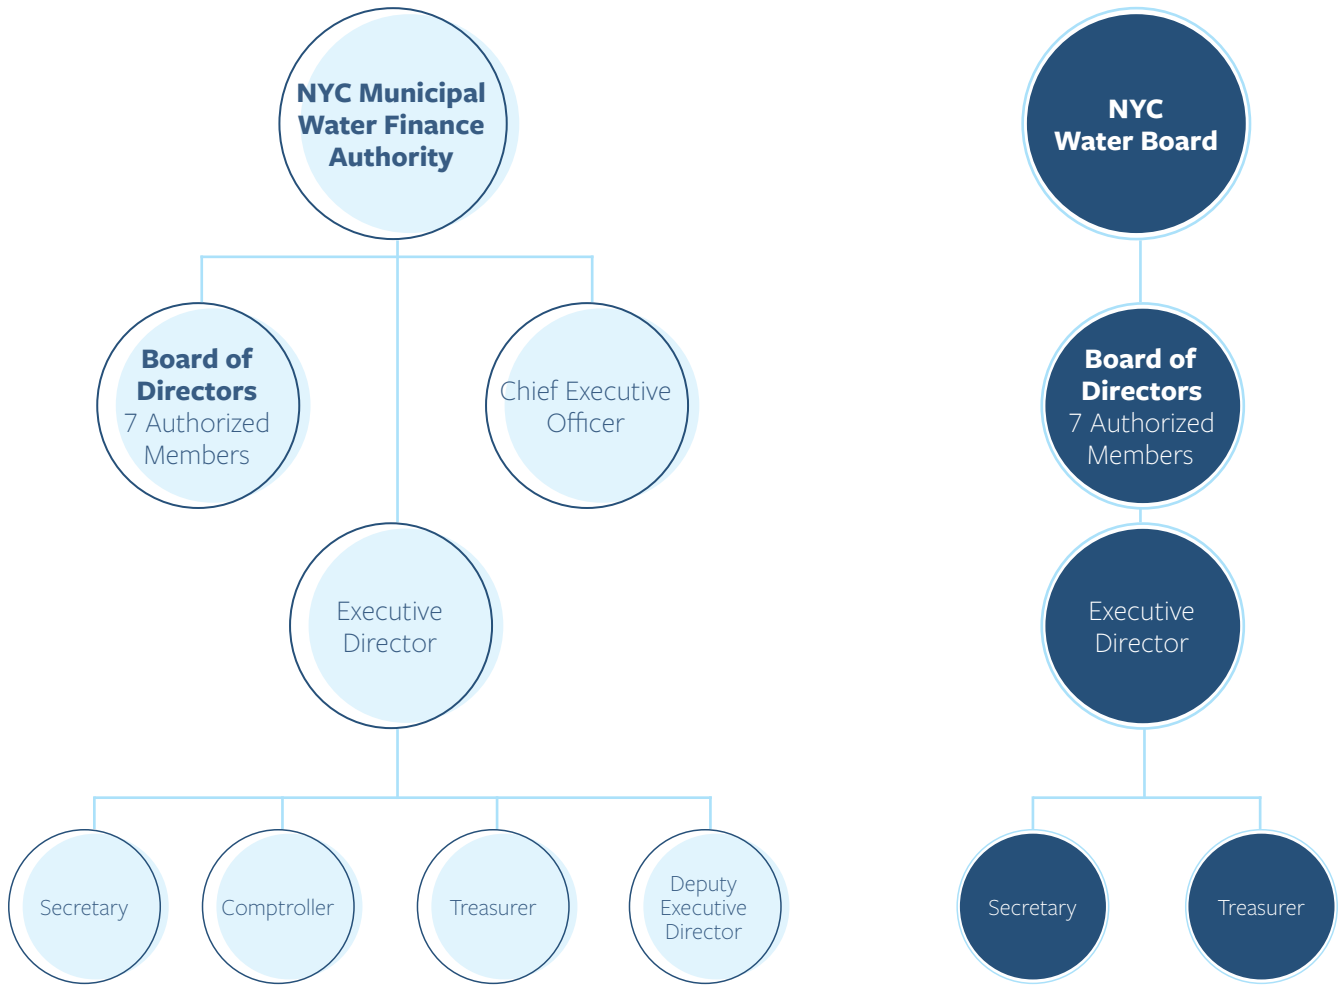 NYC Municipal
Water Finance
Authority
Board of
Directors
7 Authorized
Members
Chief Executive
Officer
Executive
Director
Secretary
Comptroller
Treasurer
Deputy
Executive
Director
NYC
Water Board
Board of
Directors
7 Authorized
Members
Executive
Director
Secretary
Treasurer